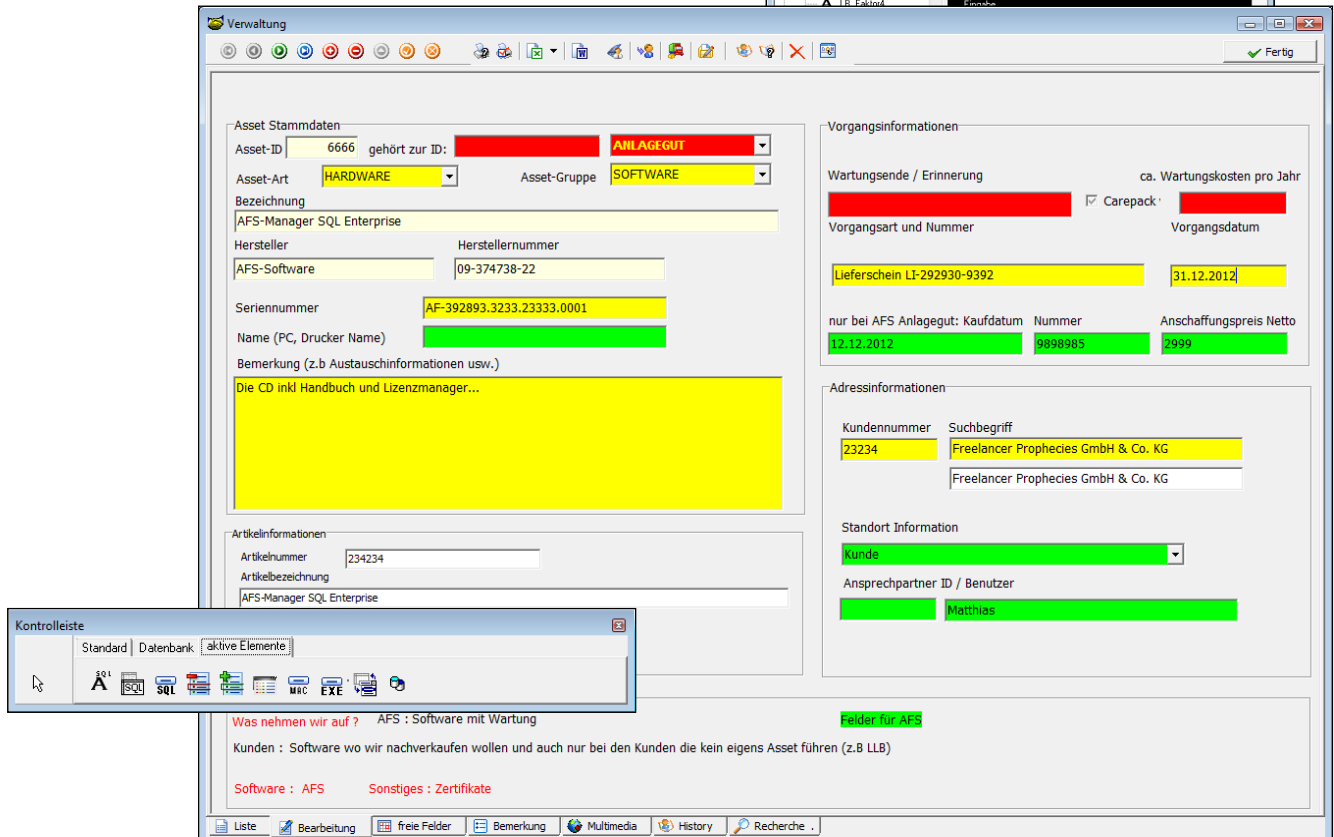 LB_Faktor4
Eingabe
Verwaltung
Fertig
Asset Stammdaten
Asset-ID 6666 gehört zur ID: ANLAGEGUT
Asset-Art HARDWARE Asset-Gruppe SOFTWARE
Bezeichnung
AFS-Manager SQL Enterprise
Hersteller Herstellernummer
AFS-Software 09-374738-22
Seriennummer AF-392893.3233.23333.0001
Name (PC, Drucker Name)
Bemerkung (z.b Austauschinformationen usw.)
Die CD inkl Handbuch und Lizenzmanager...
Artikelinformationen
Artikelnummer 234234
Artikelbezeichnung
AFS-Manager SQL Enterprise
Vorgangsinformationen
Wartungsende / Erinnerung ca. Wartungskosten pro Jahr
Carepack
Vorgangsart und Nummer Vorgangsdatum
Lieferschein LI-292930-9392 31.12.2012
nur bei AFS Anlagegut: Kaufdatum Nummer Anschaffungspreis Netto
12.12.2012 9898985 2999
Adressinformationen
Kundennummer Suchbegriff
23234 Freelancer Prophecies GmbH & Co. KG
Freelancer Prophecies GmbH & Co. KG
Standort Information
Kunde
Ansprechpartner ID / Benutzer
Matthias
Kontrolleiste
Standard Datenbank aktive Elemente
SQL A SQL SQL MAC EXE
Was nehmen wir auf ? AFS : Software mit Wartung Felder für AFS
Kunden : Software wo wir nachverkaufen wollen und auch nur bei den Kunden die kein eigens Asset führen (z.B LLB)
Software : AFS Sonstiges : Zertifikate
Liste Bearbeitung freie Felder Bemerkung Multimedia History Recherche .